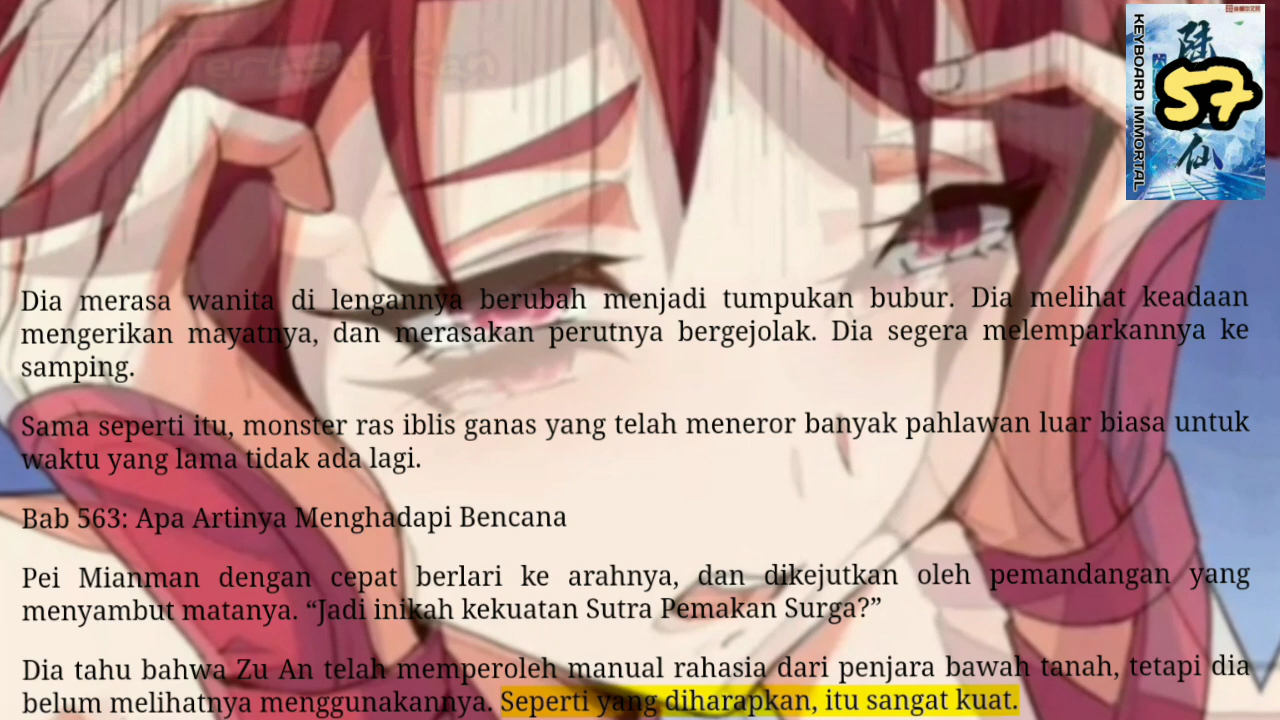 陆
仙
KEYBOARD IMMORTAL
57
Dia merasa wanita di lengannya berubah menjadi tumpukan bubur. Dia melihat keadaan
mengerikan mayatnya, dan merasakan perutnya bergejolak. Dia segera melemparkannya ke
samping.
Sama seperti itu, monster ras iblis ganas yang telah meneror banyak pahlawan luar biasa untuk
waktu yang lama tidak ada lagi.
Bab 563: Apa Artinya Menghadapi Bencana
Pei Mianman dengan cepat berlari ke arahnya, dan dikejutkan oleh pemandangan yang
menyambut matanya. “Jadi inikah kekuatan Sutra Pemakan Surga?”
Dia tahu bahwa Zu An telah memperoleh manual rahasia dari penjara bawah tanah, tetapi dia
belum melihatnya menggunakannya. Seperti yang diharapkan, itu sangat kuat.